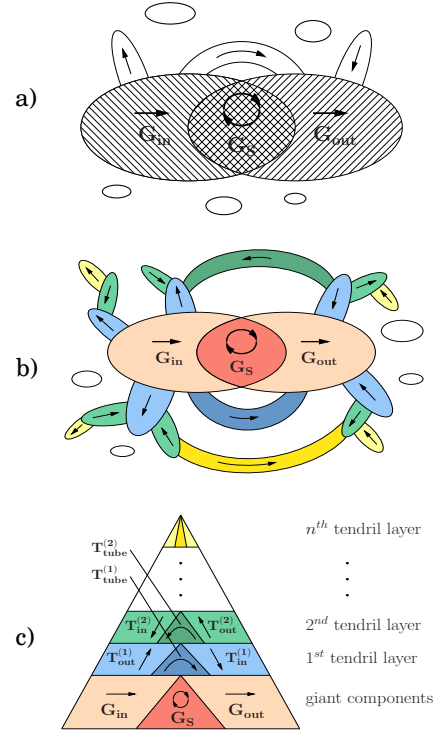 a)
G_in G_S G_out
b)
G_in G_S G_out
c)
n^th tendril layer
T_tube^(2)
T_tube^(1)
T_in^(2) T_out^(2) 2^nd tendril layer
T_out^(1) T_in^(1) 1^st tendril layer
G_in G_S G_out giant components